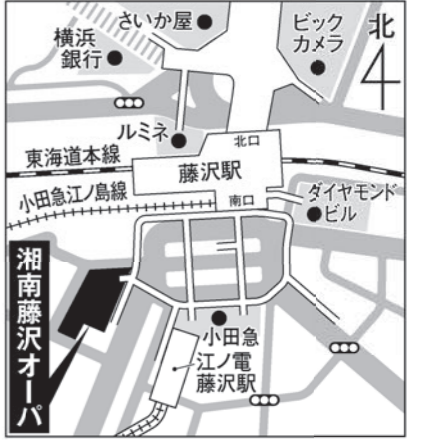 さいか屋
ビック
カメラ
北
横浜
銀行
ルミネ
北口
東海道本線
藤沢駅
小田急江ノ島線
南口
ダイヤモンド
ビル
湘南藤沢オーパ
小田急
江ノ電
藤沢駅